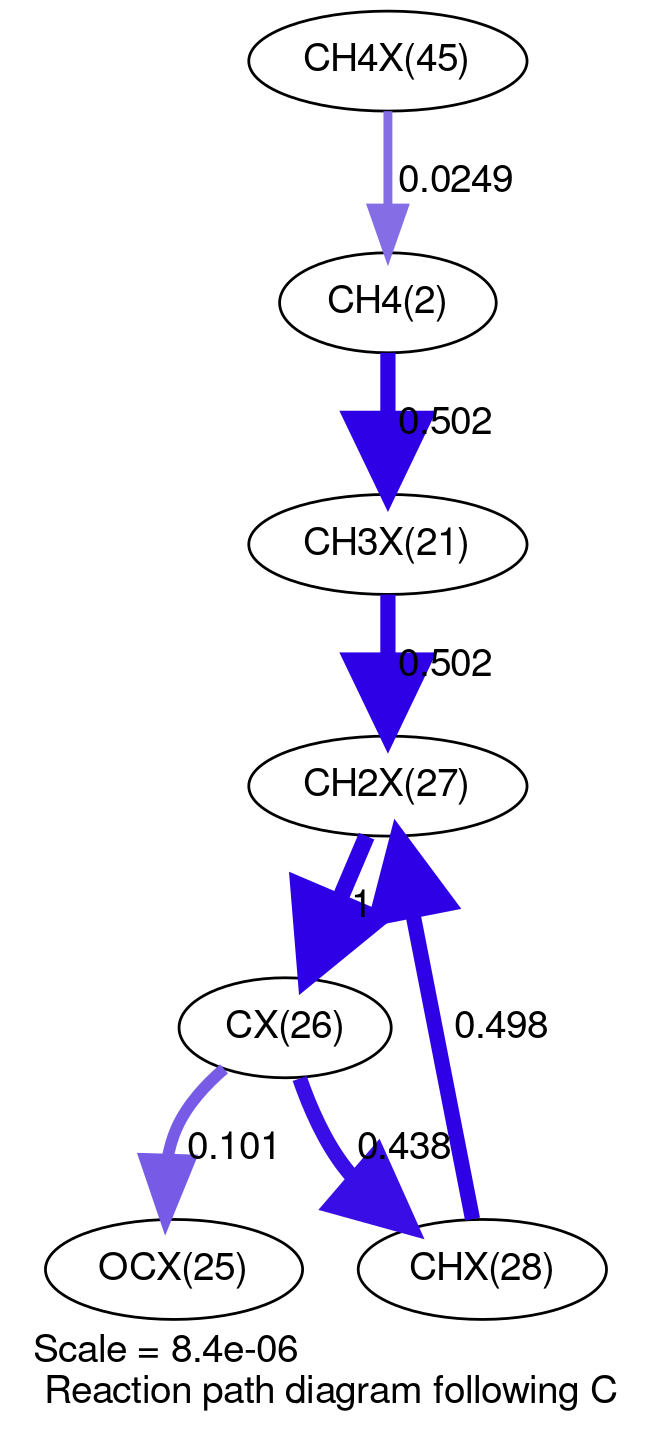 CH4X(45)
0.0249
CH4(2)
0.502
CH3X(21)
0.502
CH2X(27)
1
CX(26)
0.498
0.101
0.438
OCX(25)
CHX(28)
Scale = 8.4e-06
Reaction path diagram following C